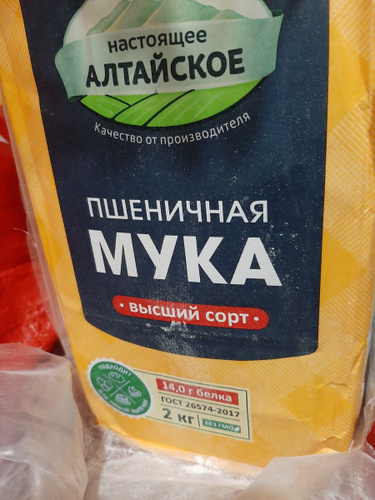 настоящее
АЛТАЙСКОЕ
Качество от производителя
ПШЕНИЧНАЯ
МУКА
• ВЫСШИЙ СОРТ •
ПОДХОДИТ
14,0 г белка
ГОСТ 26574-2017
2 кг БЕЗ ГМО